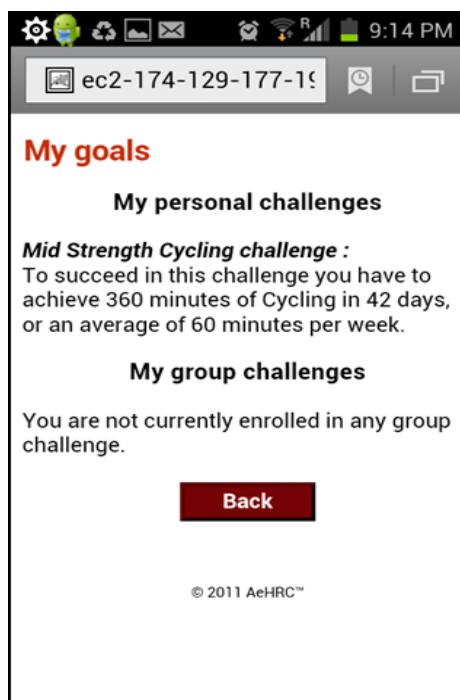 R
9:14 PM
ec2-174-129-177-19
My goals
My personal challenges
Mid Strength Cycling challenge :
To succeed in this challenge you have to
achieve 360 minutes of Cycling in 42 days,
or an average of 60 minutes per week.
My group challenges
You are not currently enrolled in any group
challenge.
Back
© 2011 AeHRC™